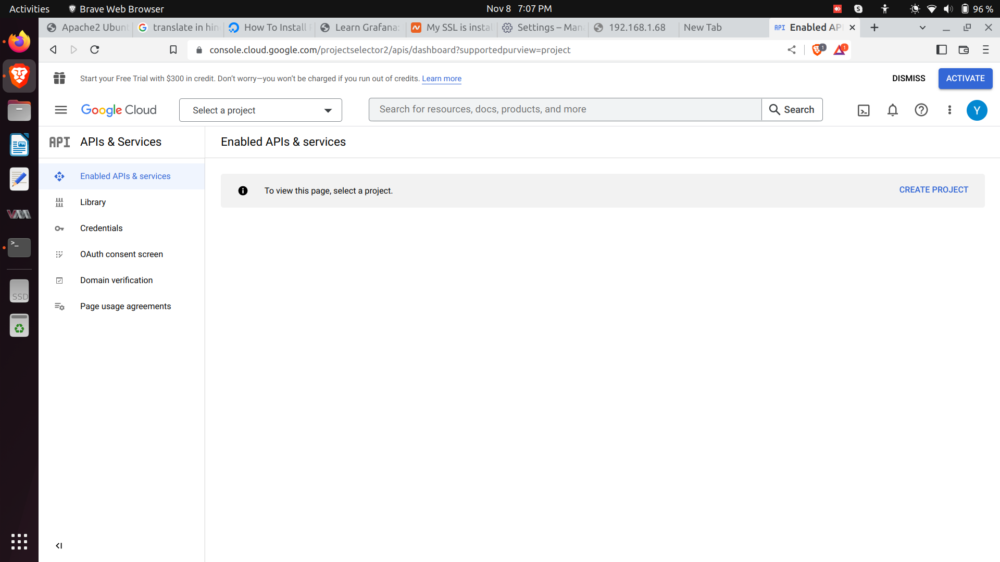 Activities Brave Web Browser Nov 8 7:07 PM 96 %
Apache2 Ubunt translate in hin How To Install Learn Grafana: My SSL is instal Settings – Man 192.168.1.68 New Tab API Enabled AP
console.cloud.google.com/projectselector2/apis/dashboard?supportedpurview=project 1 1
Start your Free Trial with $300 in credit. Don’t worry—you won’t be charged if you run out of credits. Learn more DISMISS ACTIVATE
Google Cloud Select a project Search for resources, docs, products, and more Search Y
API APIs & Services Enabled APIs & services
Enabled APIs & services
To view this page, select a project. CREATE PROJECT
Library
Credentials
OAuth consent screen
Domain verification
Page usage agreements
SSD